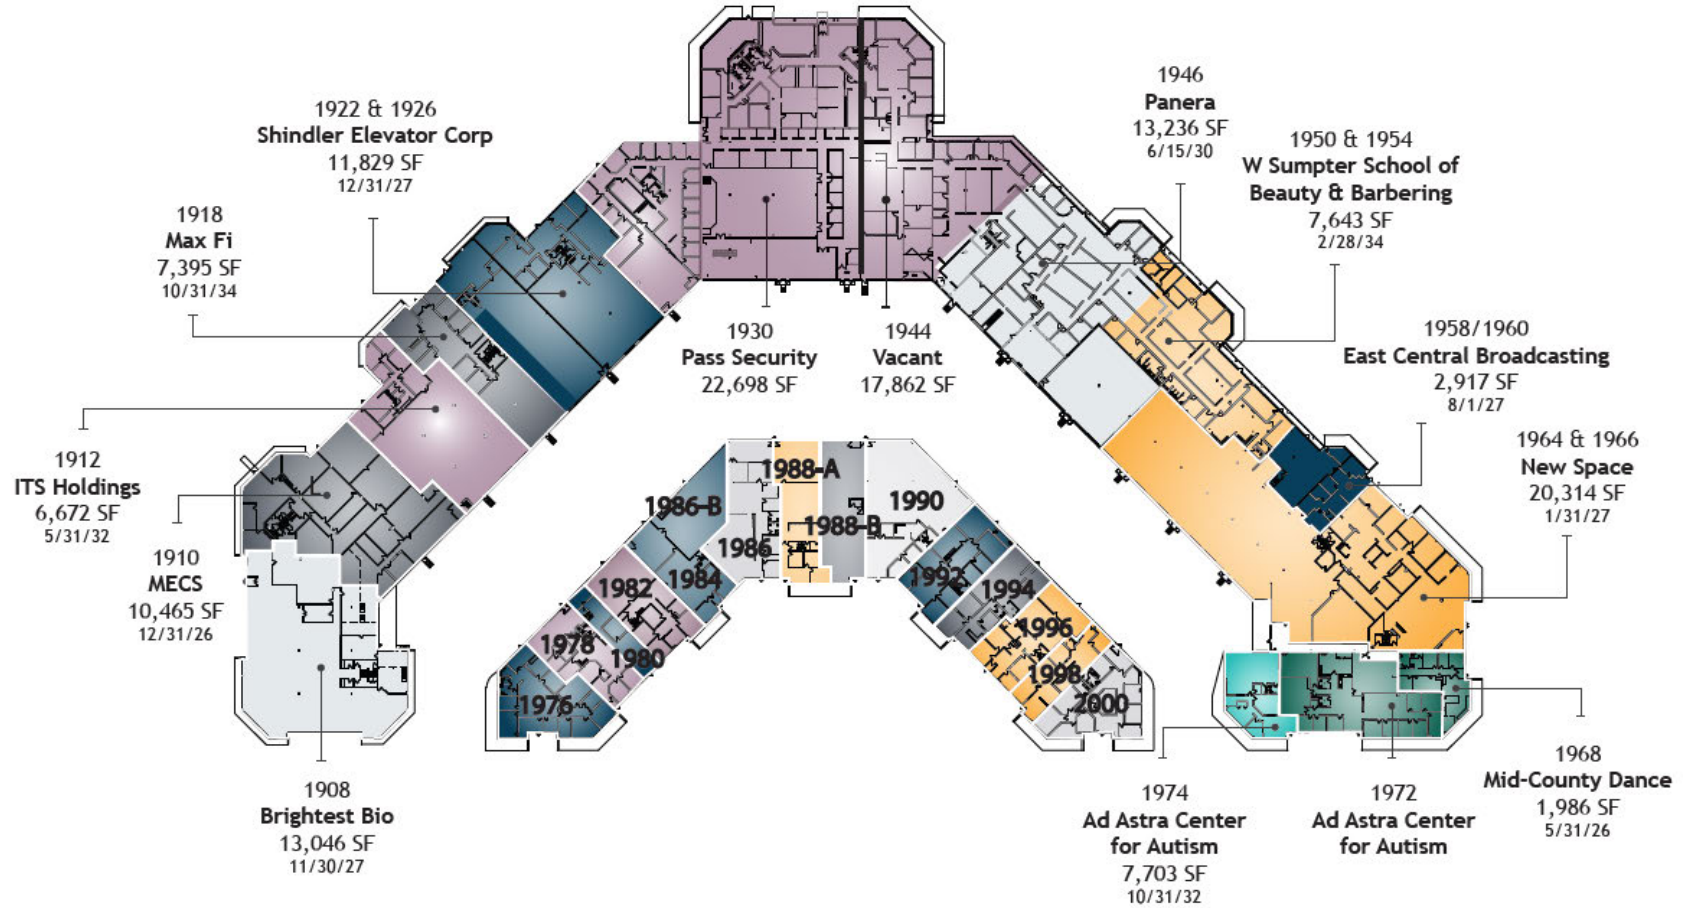 1922 & 1926
Shindler Elevator Corp
11,829 SF
12/31/27
1918
Max Fi
7,395 SF
10/31/34
1912
ITS Holdings
6,672 SF
5/31/32
1910
MECS
10,465 SF
12/31/26
1908
Brightest Bio
13,046 SF
11/30/27
1930
Pass Security
22,698 SF
1944
Vacant
17,862 SF
1946
Panera
13,236 SF
6/15/30
1950 & 1954
W Sumpter School of
Beauty & Barbering
7,643 SF
2/28/34
1958/1960
East Central Broadcasting
2,917 SF
8/1/27
1964 & 1966
New Space
20,314 SF
1/31/27
1968
Mid-County Dance
1,986 SF
5/31/26
1972
Ad Astra Center
for Autism
1974
Ad Astra Center
for Autism
7,703 SF
10/31/32
1976
1978
1980
1982
1984
1986-B
1986
1988-A
1988-B
1990
1992
1994
1996
1998
2000